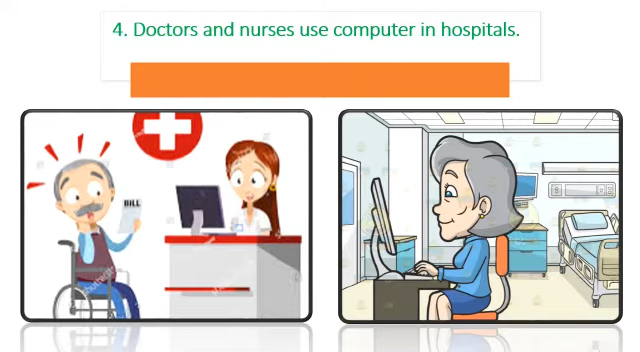 4. Doctors and nurses use computer in hospitals.
BILL